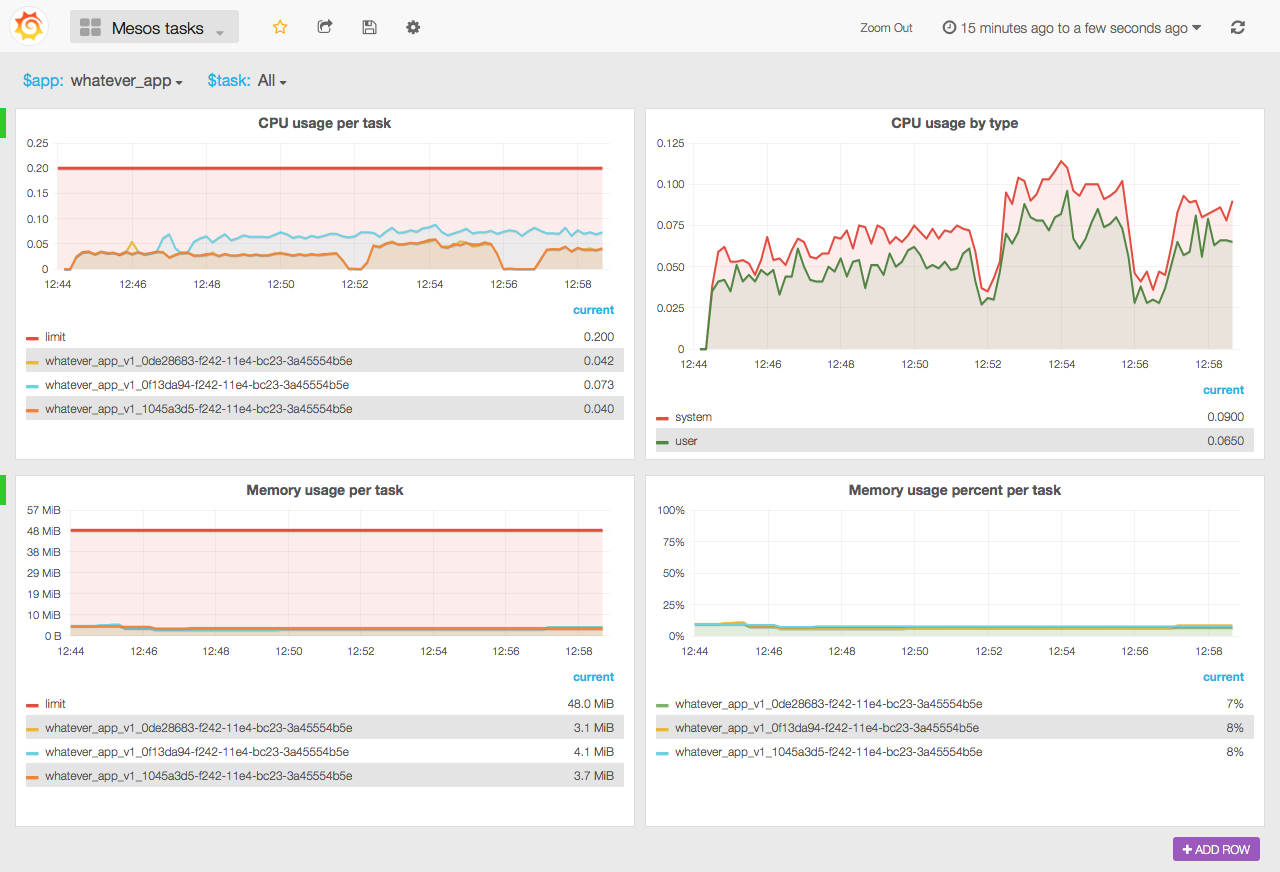 Mesos tasks
Zoom Out
15 minutes ago to a few seconds ago
$app: whatever_app
$task: All
CPU usage per task
0.25
0.20
0.15
0.10
0.05
0
12:44 12:46 12:48 12:50 12:52 12:54 12:56 12:58
current
limit 0.200
whatever_app_v1_0de28683-f242-11e4-bc23-3a45554b5e 0.042
whatever_app_v1_0f13da94-f242-11e4-bc23-3a45554b5e 0.073
whatever_app_v1_1045a3d5-f242-11e4-bc23-3a45554b5e 0.040
CPU usage by type
0.125
0.100
0.075
0.050
0.025
0
12:44 12:46 12:48 12:50 12:52 12:54 12:56 12:58
current
system 0.0900
user 0.0650
Memory usage per task
57 MiB
48 MiB
38 MiB
29 MiB
19 MiB
10 MiB
0 B
12:44 12:46 12:48 12:50 12:52 12:54 12:56 12:58
current
limit 48.0 MiB
whatever_app_v1_0de28683-f242-11e4-bc23-3a45554b5e 3.1 MiB
whatever_app_v1_0f13da94-f242-11e4-bc23-3a45554b5e 4.1 MiB
whatever_app_v1_1045a3d5-f242-11e4-bc23-3a45554b5e 3.7 MiB
Memory usage percent per task
100%
75%
50%
25%
0%
12:44 12:46 12:48 12:50 12:52 12:54 12:56 12:58
current
whatever_app_v1_0de28683-f242-11e4-bc23-3a45554b5e 7%
whatever_app_v1_0f13da94-f242-11e4-bc23-3a45554b5e 8%
whatever_app_v1_1045a3d5-f242-11e4-bc23-3a45554b5e 8%
+ ADD ROW